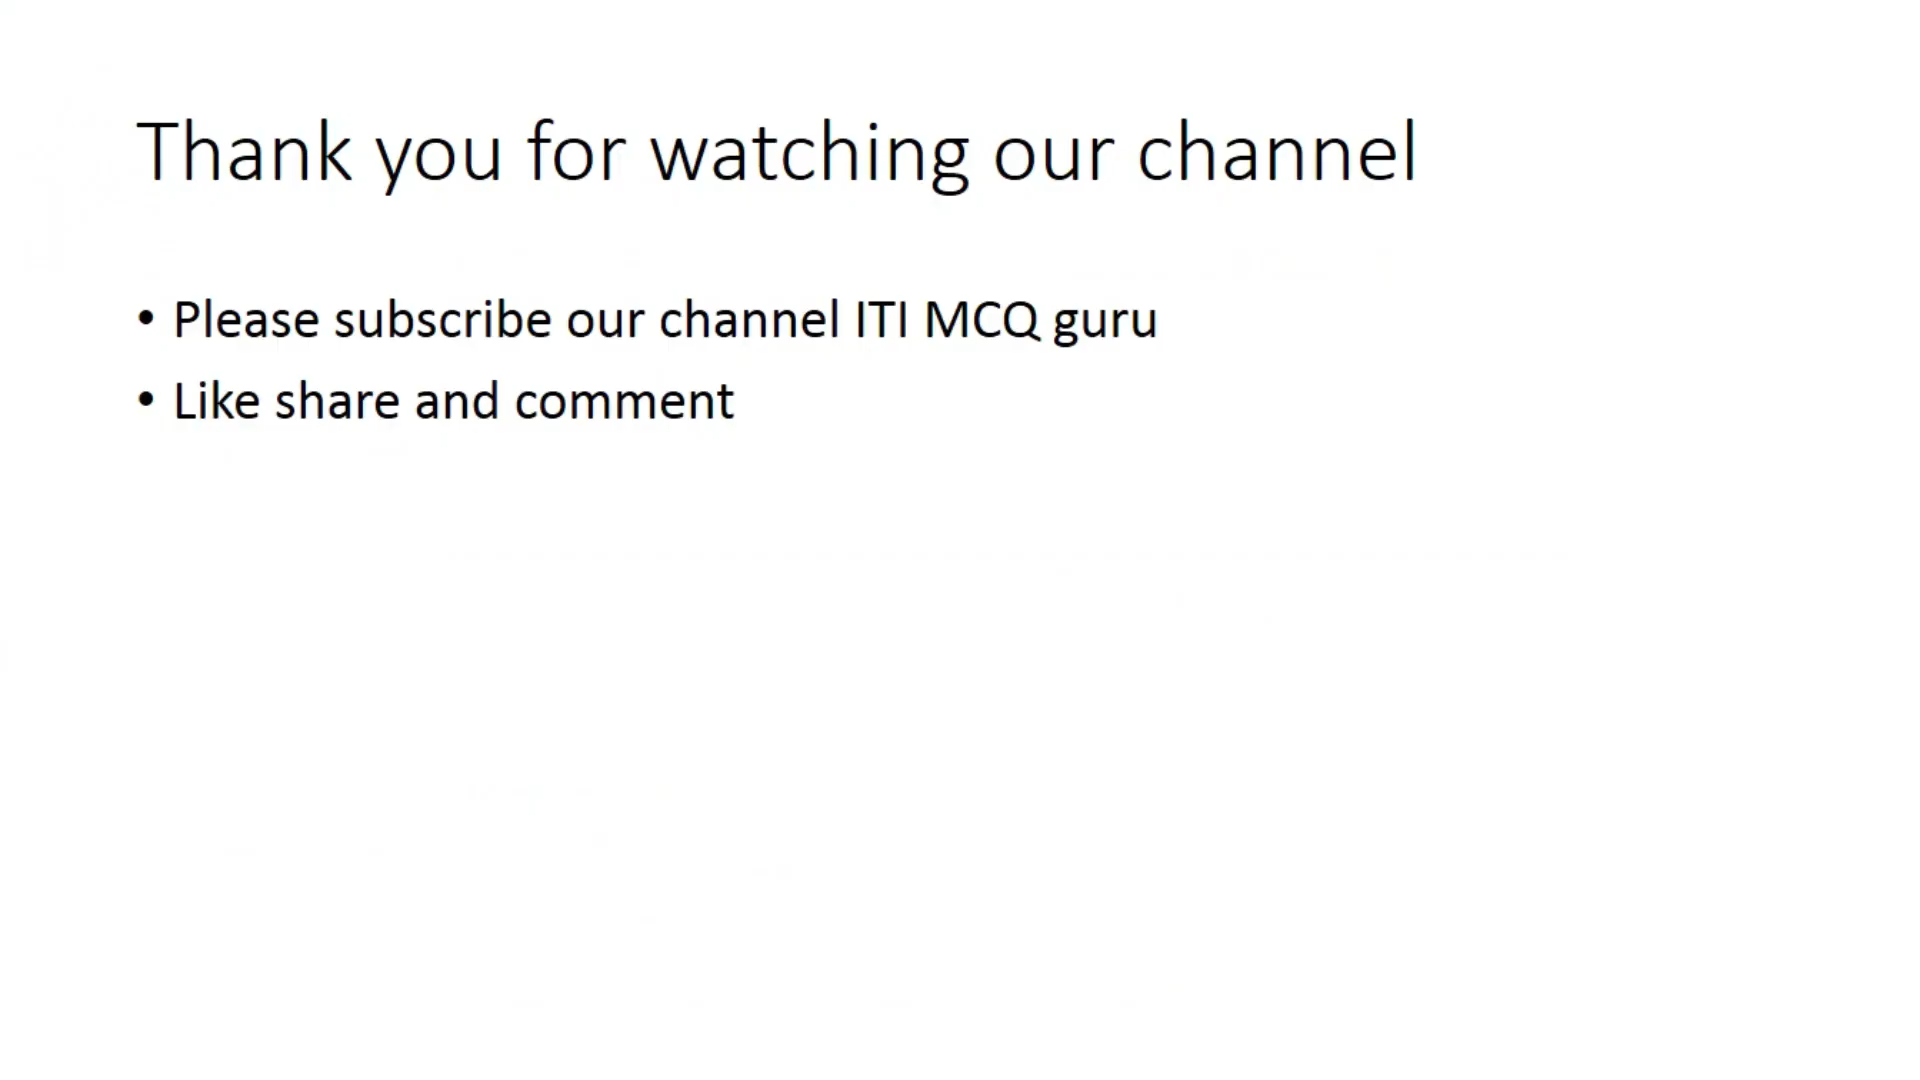 Thank you for watching our channel
• Please subscribe our channel ITI MCQ guru
• Like share and comment